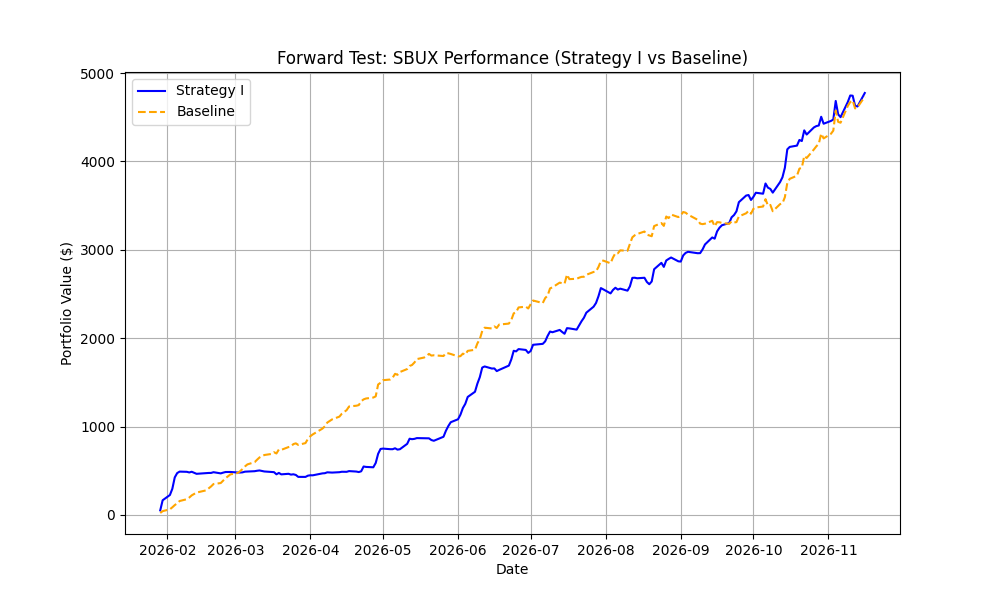 Forward Test: SBUX Performance (Strategy I vs Baseline)
Strategy I
Baseline
Portfolio Value ($)
5000
4000
3000
2000
1000
0
2026-02 2026-03 2026-04 2026-05 2026-06 2026-07 2026-08 2026-09 2026-10 2026-11
Date